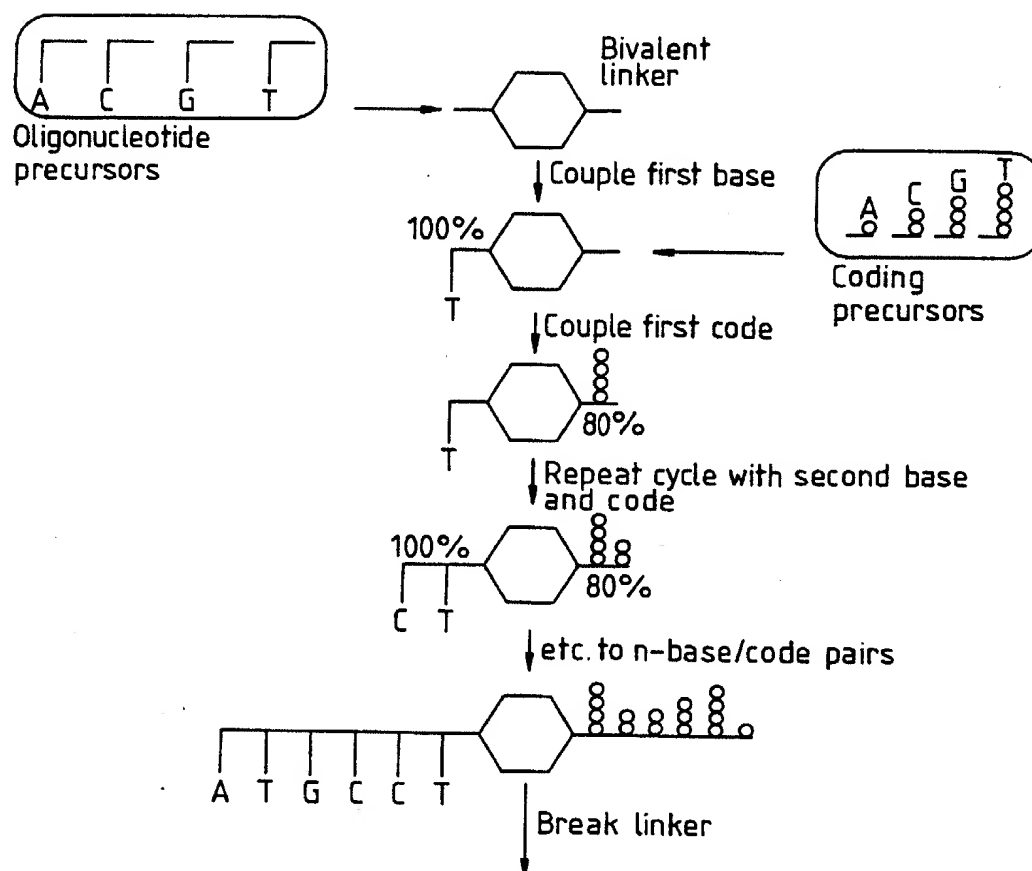 A C G T
Oligonucleotide
precursors
Bivalent
linker
Couple first base
A C G T
Coding
precursors
100%
T
Couple first code
80%
T
Repeat cycle with second base
and code
100%
80%
C T
etc. to n-base/code pairs
A T G C C T
Break linker